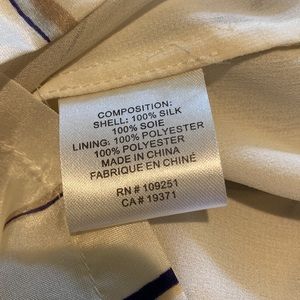 COMPOSITION:
SHELL: 100% SILK
100% SOIE
LINING: 100% POLYESTER
100% POLYESTER
MADE IN CHINA
FABRIQUE EN CHINÉ
RN # 109251
CA # 19371